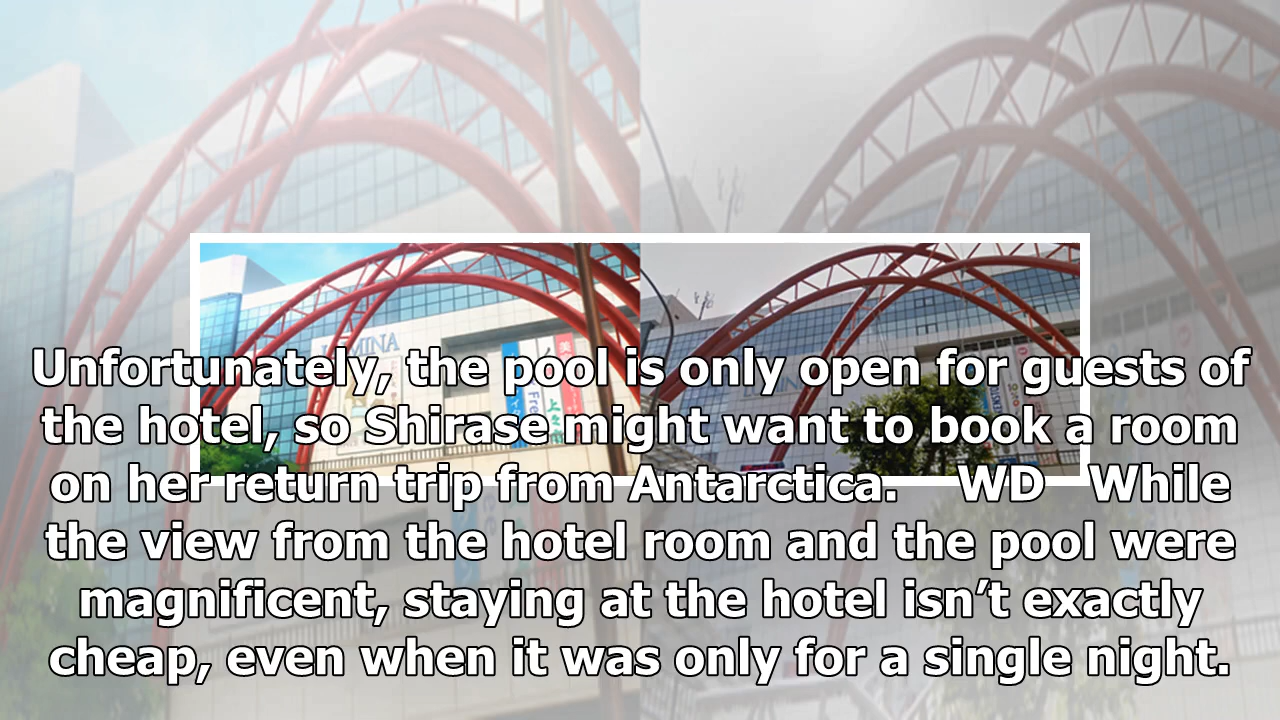 LUMINA
Unfortunately, the pool is only open for guests of
the hotel, so Shirase might want to book a room
on her return trip from Antarctica. WD While
the view from the hotel room and the pool were
magnificent, staying at the hotel isn’t exactly
cheap, even when it was only for a single night.